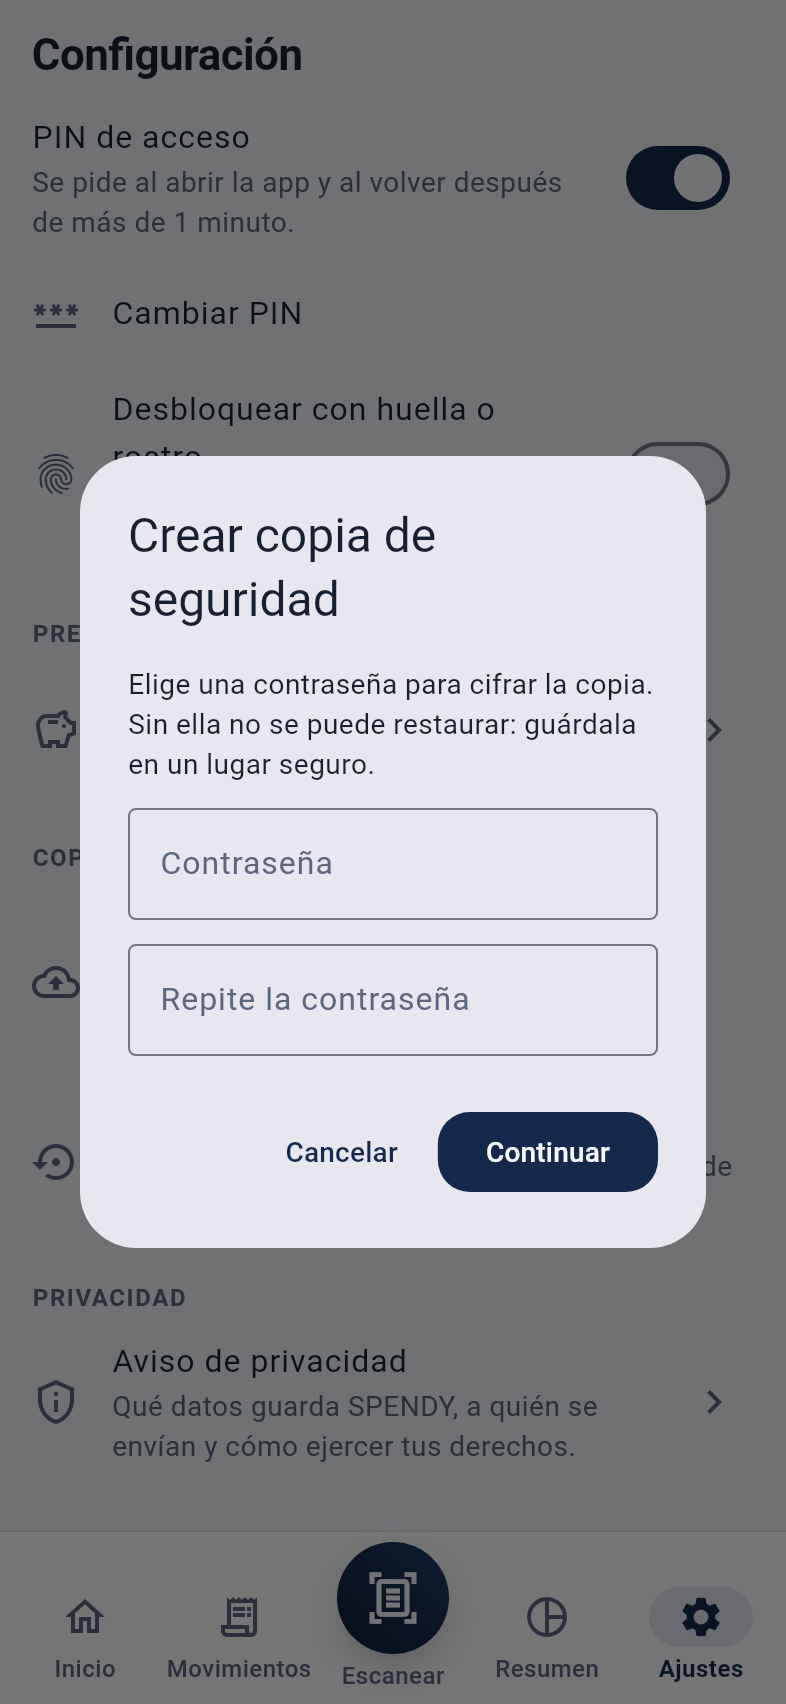 Configuración
PIN de acceso
Se pide al abrir la app y al volver después
de más de 1 minuto.
Cambiar PIN
Desbloquear con huella o
rostro
Crear copia de
seguridad
Elige una contraseña para cifrar la copia.
Sin ella no se puede restaurar: guárdala
en un lugar seguro.
Contraseña
Repite la contraseña
Cancelar
Continuar
de
PRIVACIDAD
Aviso de privacidad
Qué datos guarda SPENDY, a quién se
envían y cómo ejercer tus derechos.
Inicio
Movimientos
Escanear
Resumen
Ajustes